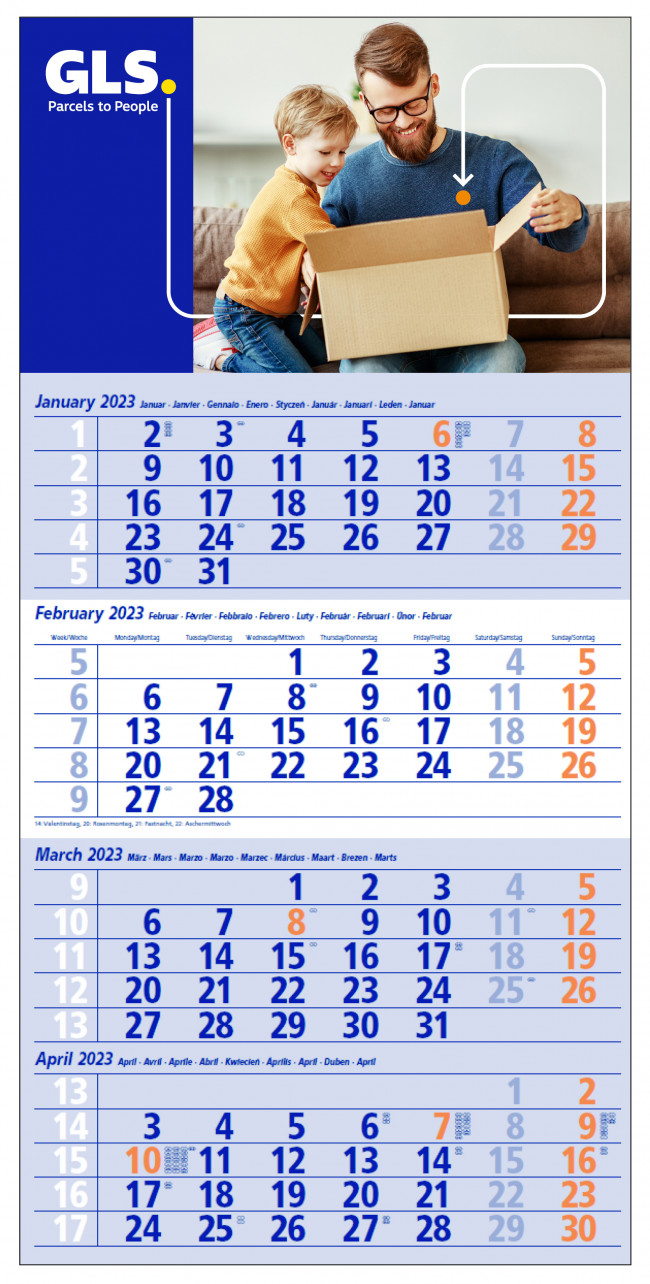 GLS.
Parcels to People
January 2023 Januar · Janvier · Gennaio · Enero · Styczeń · Január · Januari · Leden · Januar
1 2 3 4 5 6 7 8
2 9 10 11 12 13 14 15
3 16 17 18 19 20 21 22
4 23 24 25 26 27 28 29
5 30 31
February 2023 Februar · Février · Febbraio · Febrero · Luty · Február · Februari · Únor · Februar
Week/Woche Monday/Montag Tuesday/Dienstag Wednesday/Mittwoch Thursday/Donnerstag Friday/Freitag Saturday/Samstag Sunday/Sonntag
5 1 2 3 4 5
6 6 7 8 9 10 11 12
7 13 14 15 16 17 18 19
8 20 21 22 23 24 25 26
9 27 28
14: Valentinstag, 20: Rosenmontag, 21: Fastnacht, 22: Aschermittwoch
March 2023 März · Mars · Marzo · Marzo · Marzec · Március · Maart · Brezen · Marts
9 1 2 3 4 5
10 6 7 8 9 10 11 12
11 13 14 15 16 17 18 19
12 20 21 22 23 24 25 26
13 27 28 29 30 31
April 2023 April · Avril · Aprile · Abril · Kwiecień · Április · April · Duben · April
13 1 2
14 3 4 5 6 7 8 9
15 10 11 12 13 14 15 16
16 17 18 19 20 21 22 23
17 24 25 26 27 28 29 30